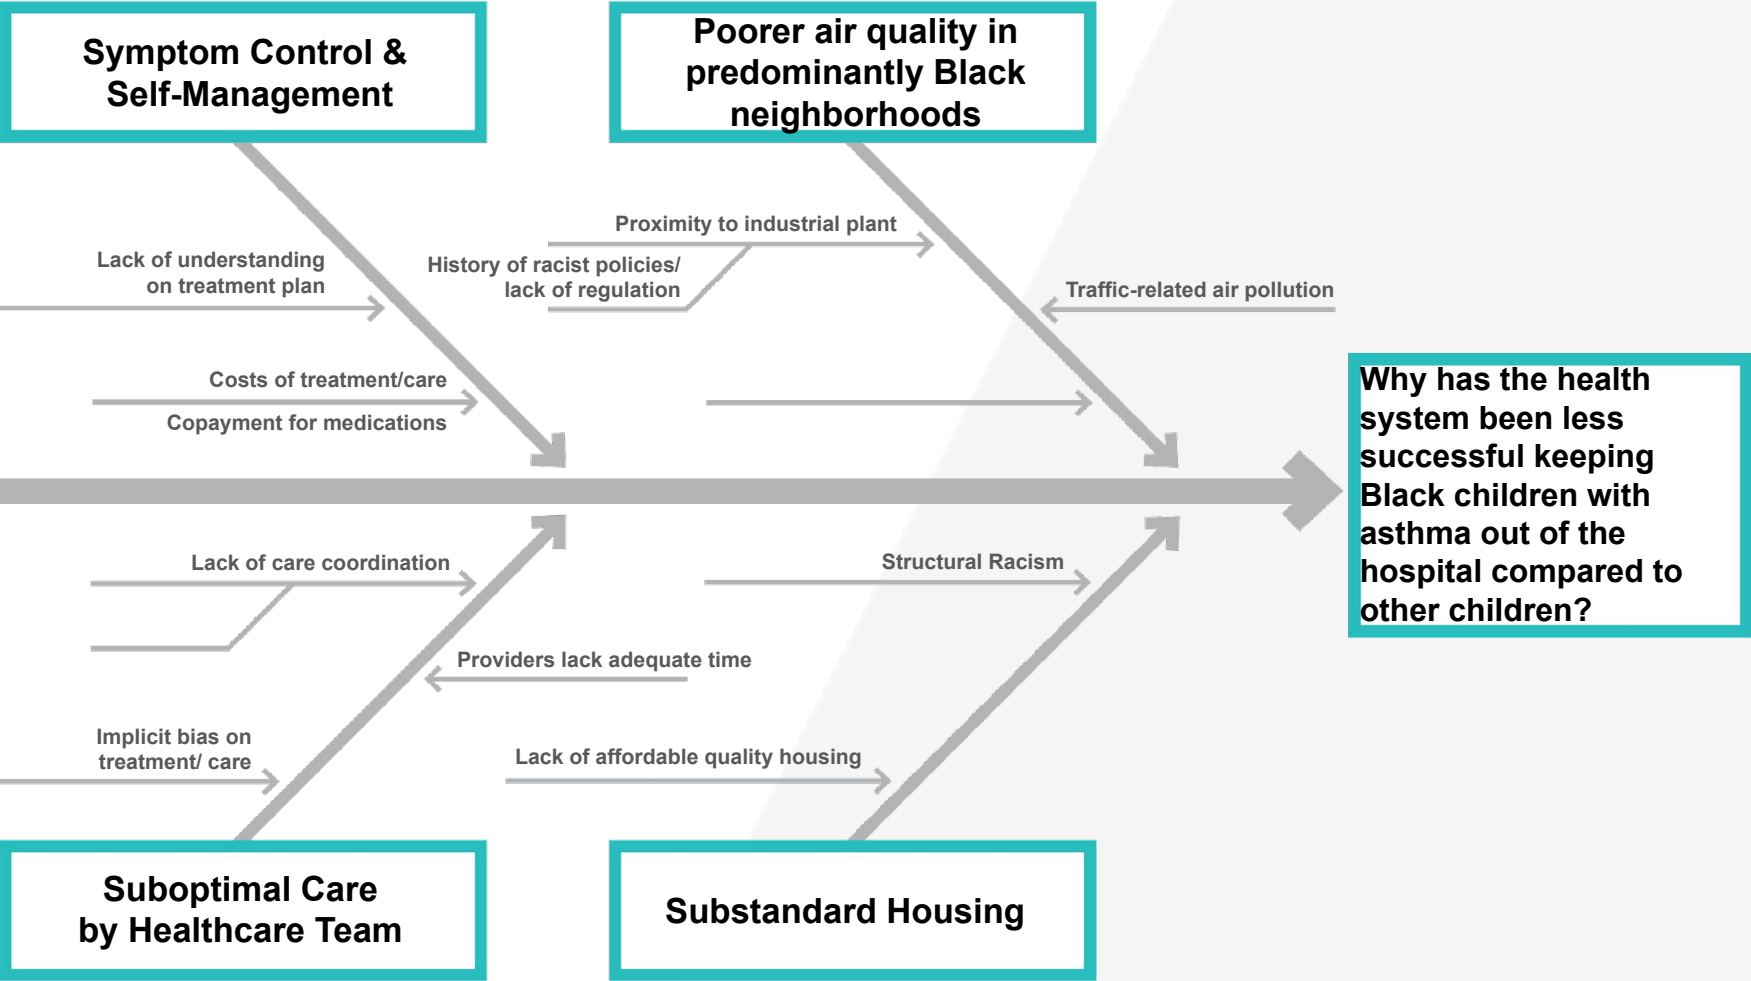 Symptom Control &
Self-Management
Poorer air quality in
predominantly Black
neighborhoods
Proximity to industrial plant
Lack of understanding
on treatment plan
History of racist policies/
lack of regulation
Traffic-related air pollution
Costs of treatment/care
Copayment for medications
Why has the health
system been less
successful keeping
Black children with
asthma out of the
hospital compared to
other children?
Lack of care coordination
Structural Racism
Providers lack adequate time
Implicit bias on
treatment/ care
Lack of affordable quality housing
Suboptimal Care
by Healthcare Team
Substandard Housing